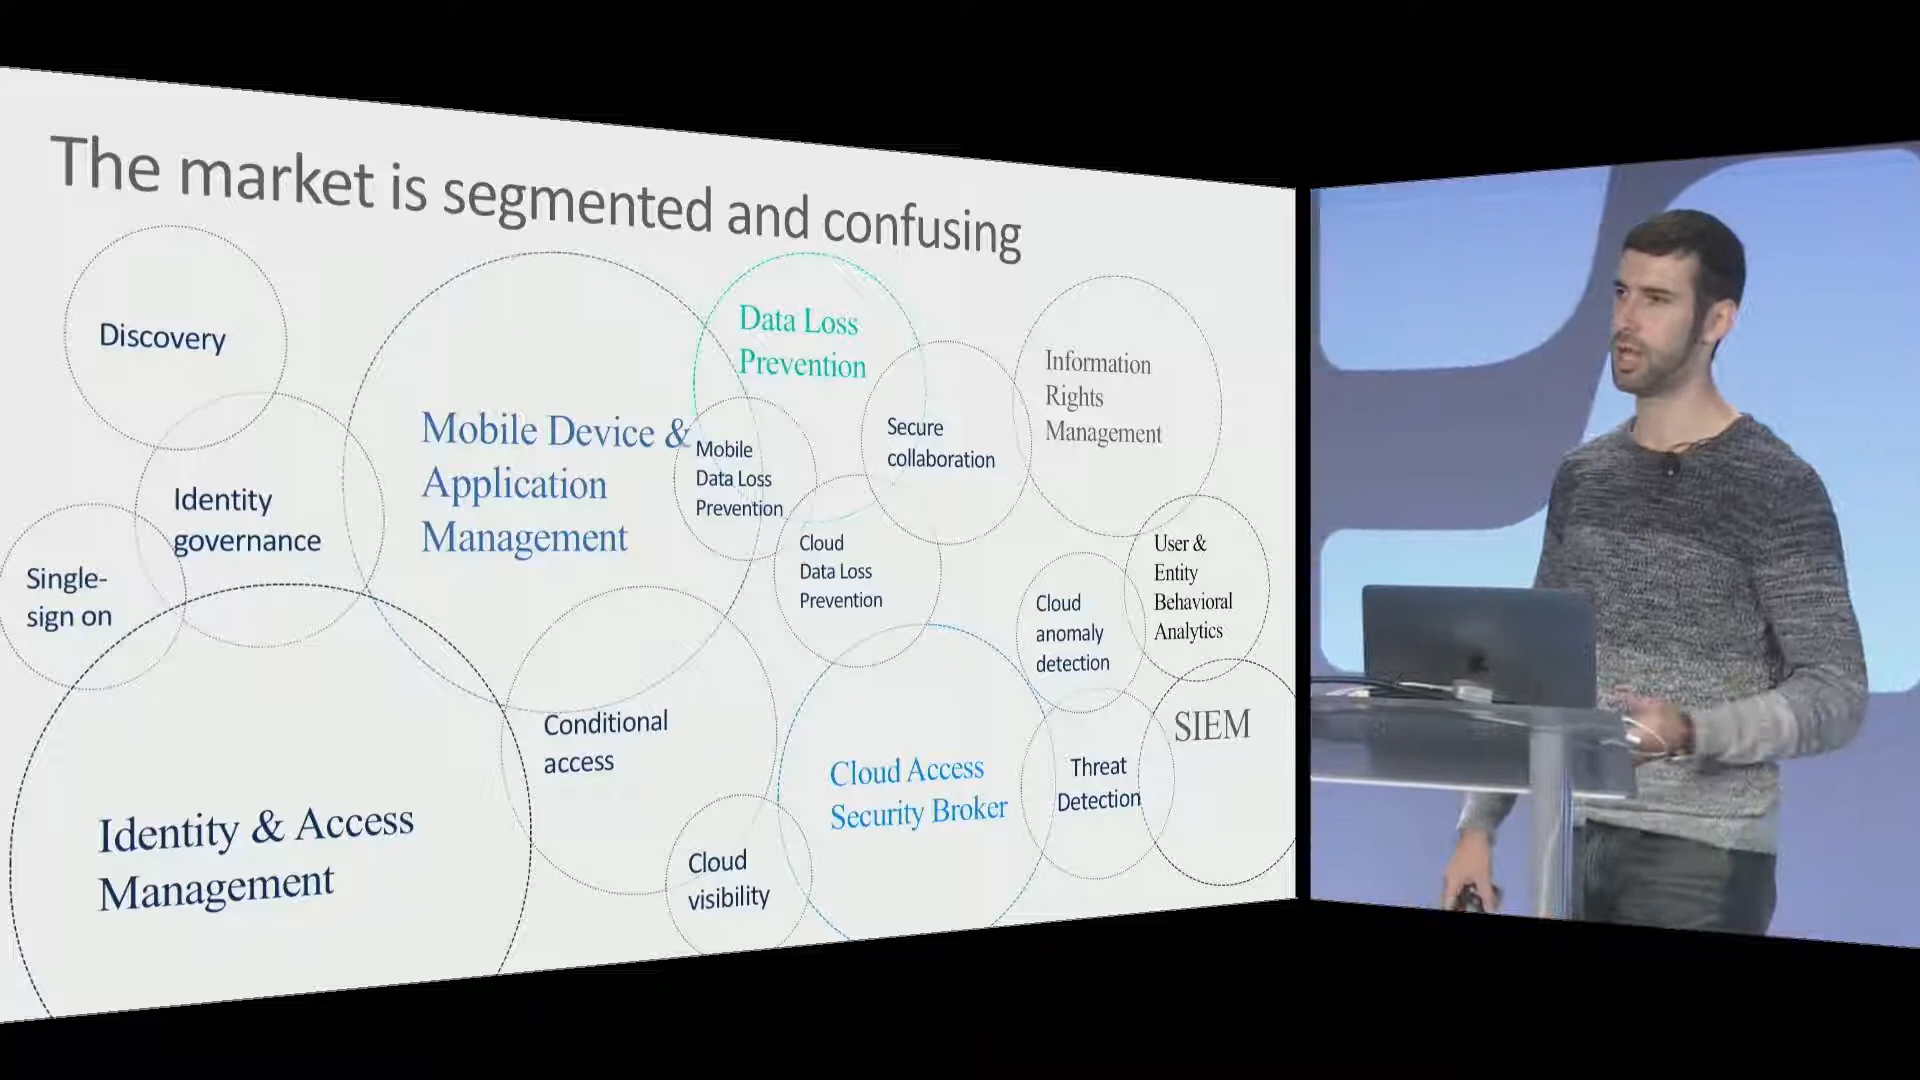 The market is segmented and confusing
Discovery
Identity
governance
Single-
sign on
Identity & Access
Management
Mobile Device &
Application
Management
Conditional
access
Data Loss
Prevention
Mobile
Data Loss
Prevention
Cloud
Data Loss
Prevention
Secure
collaboration
Information
Rights
Management
User &
Entity
Behavioral
Analytics
Cloud
anomaly
detection
Cloud Access
Security Broker
Cloud
visibility
Threat
Detection
SIEM